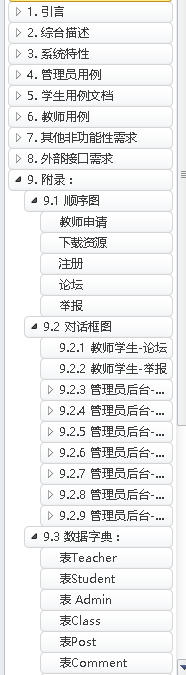 1. 引言
2. 综合描述
3. 系统特性
4. 管理员用例
5. 学生用例文档
6. 教师用例
7. 其他非功能性需求
8. 外部接口需求
9. 附录：
9.1 顺序图
教师申请
下载资源
注册
论坛
举报
9.2 对话框图
9.2.1 教师学生-论坛
9.2.2 教师学生-举报
9.2.3 管理员后台-...
9.2.4 管理员后台-...
9.2.5 管理员后台-...
9.2.6 管理员后台-...
9.2.7 管理员后台-...
9.2.8 管理员后台-...
9.2.9 管理员后台-...
9.3 数据字典：
表Teacher
表Student
表 Admin
表Class
表Post
表Comment